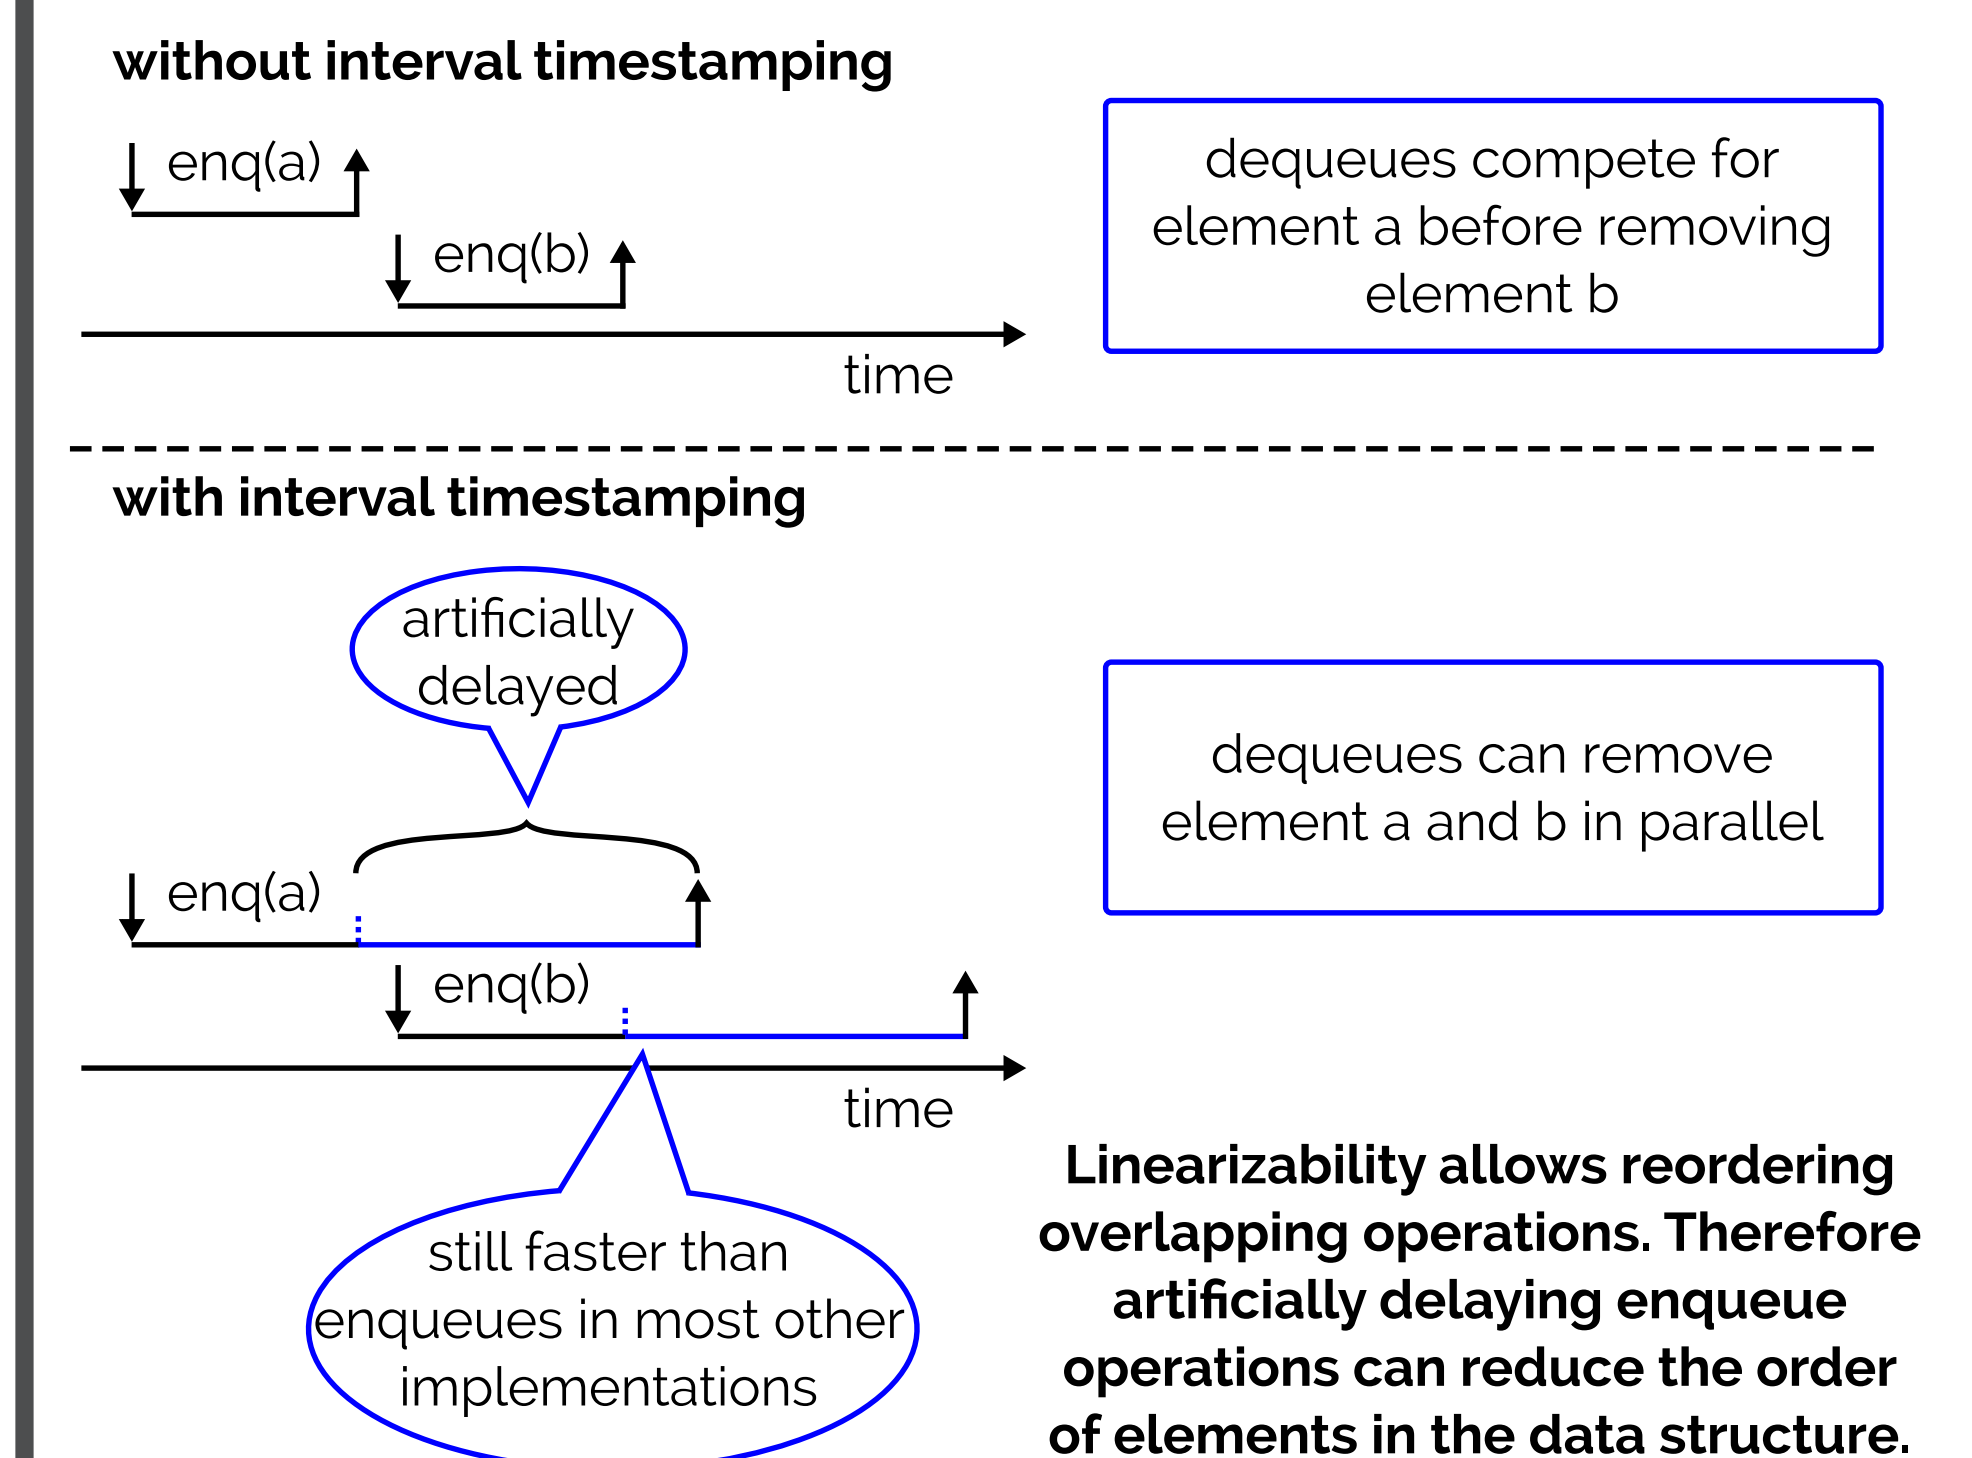 without interval timestamping
enq(a)
enq(b)
time
dequeues compete for
element a before removing
element b
with interval timestamping
artificially
delayed
enq(a)
enq(b)
time
dequeues can remove
element a and b in parallel
still faster than
enqueues in most other
implementations
Linearizability allows reordering
overlapping operations. Therefore
artificially delaying enqueue
operations can reduce the order
of elements in the data structure.